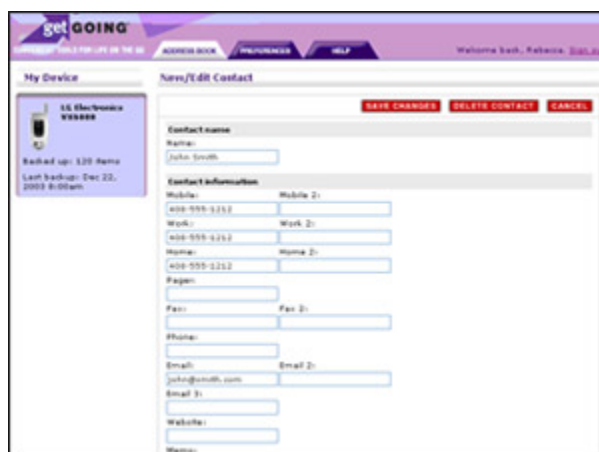 get GOING
ADDRESS BOOK PREFERENCES HELP
Welcome back, Rebecca. Sign
My Device
New/Edit Contact
LG Electronics
VX6000
SAVE CHANGES DELETE CONTACT CANCEL
Backed up: 120 items
Last backup: Dec 22,
2003 8:00am
Contact name
Name:
John Smith
Contact information
Mobile: Mobile 2:
408-555-1212
Work: Work 2:
408-555-1212
Home: Home 2:
408-555-1212
Pager:
Fax: Fax 2:
Phone:
Email: Email 2:
john@smith.com
Email 3:
Website:
Memo: